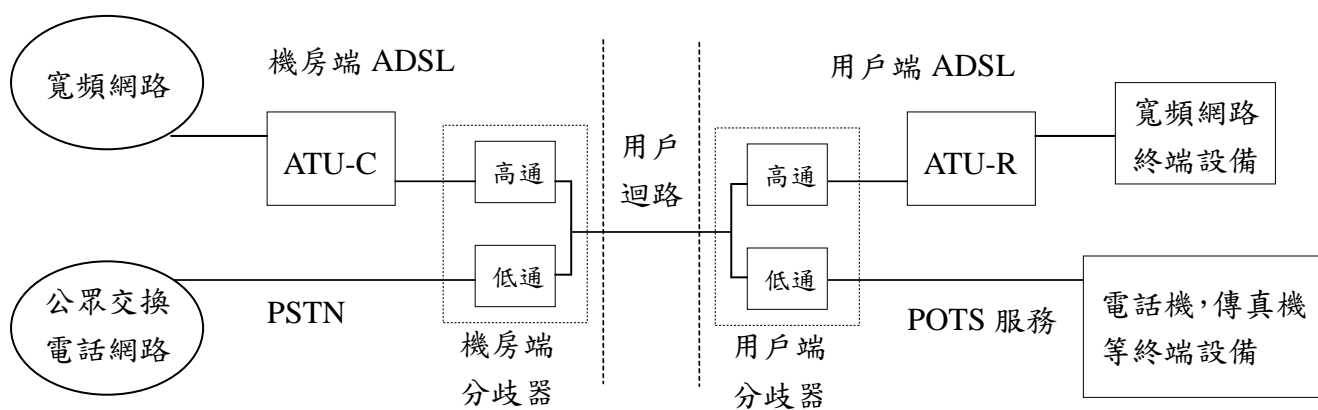 機房端 ADSL
用戶端 ADSL
寬頻網路
ATU-C
高通
用戶
迴路
高通
ATU-R
寬頻網路
終端設備
低通
低通
公眾交換
電話網路
PSTN
機房端
分歧器
用戶端
分歧器
POTS 服務
電話機,傳真機
等終端設備